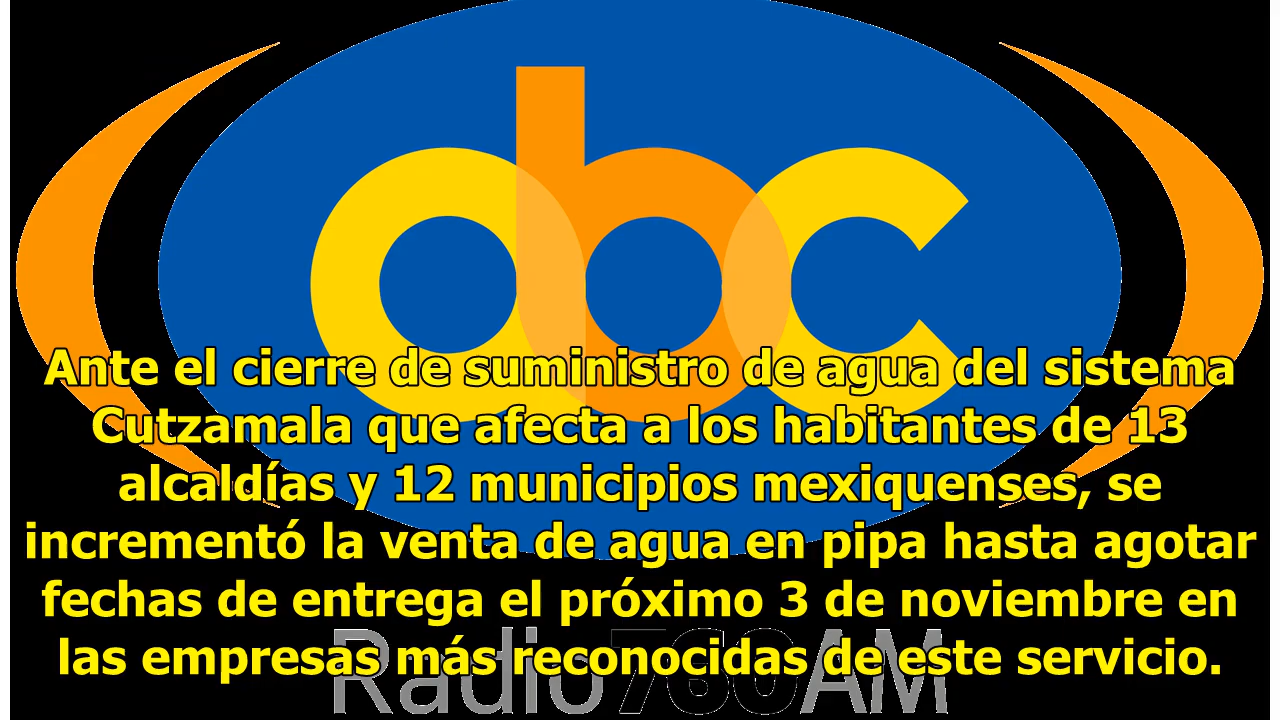 abc
Ante el cierre de suministro de agua del sistema
Cutzamala que afecta a los habitantes de 13
alcaldías y 12 municipios mexiquenses, se
incrementó la venta de agua en pipa hasta agotar
fechas de entrega el próximo 3 de noviembre en
las empresas más reconocidas de este servicio.
Radio 760AM